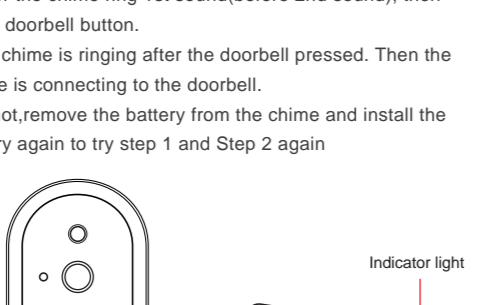 the chime ring 1st sound(before 2nd sound), then
doorbell button.
chime is ringing after the doorbell pressed. Then the
is connecting to the doorbell.
remove the battery from the chime and install the
again to try step 1 and Step 2 again
Indicator light